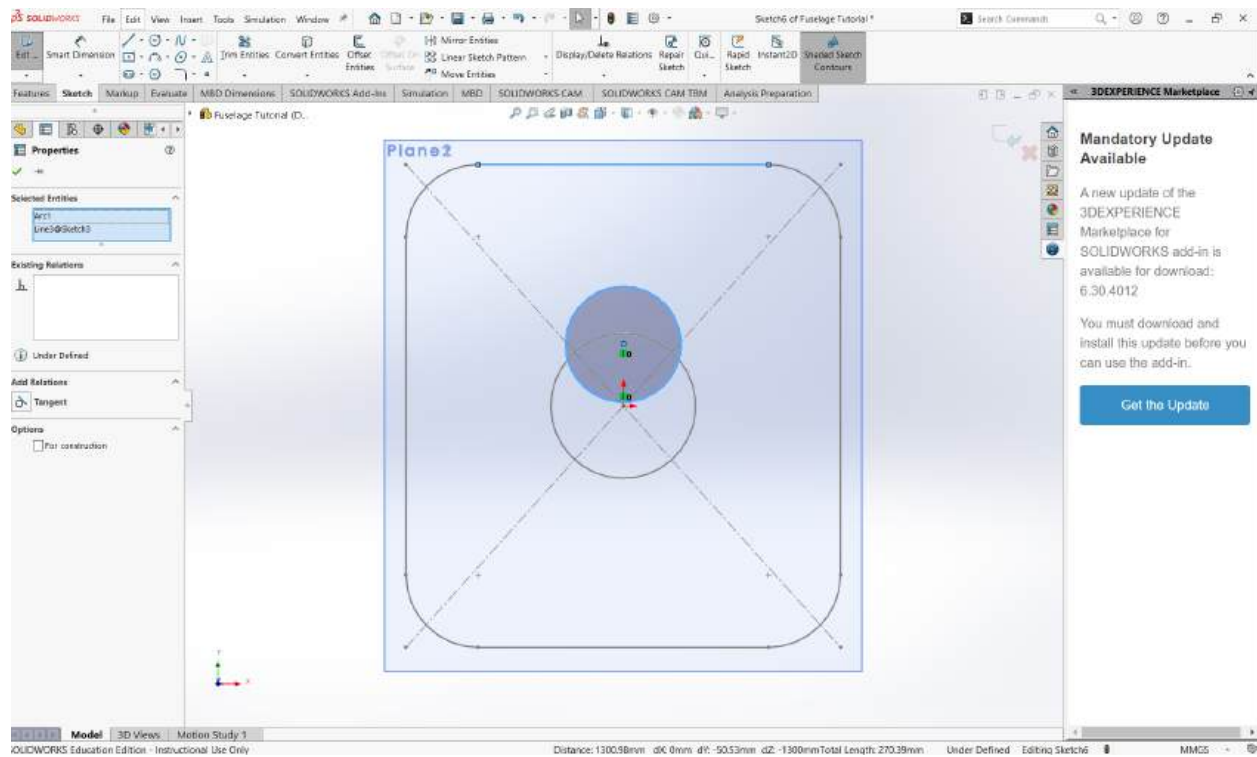 SOLIDWORKS File Edit View Insert Tools Simulation Window Sketch6 of Fuselage Tutorial * Search Commands
Exit ... Smart Dimension Trim Entities Convert Entities Offset Entities Mirror Entities Linear Sketch Pattern Move Entities Display/Delete Relations Repair Sketch Qui... Rapid Sketch Instant2D Shaded Sketch Contours
Features Sketch Markup Evaluate MBD Dimensions SOLIDWORKS Add-Ins Simulation MBD SOLIDWORKS CAM SOLIDWORKS CAM TBM Analysis Preparation
3DEXPERIENCE Marketplace
Fuselage Tutorial (D...
Properties
Selected Entities
Arc1
Line3@Sketch3
Existing Relations
Under Defined
Add Relations
Tangent
Options
For construction
Plane2
Mandatory Update
Available
A new update of the
3DEXPERIENCE
Marketplace for
SOLIDWORKS add-in is
available for download:
6.30.4012
You must download and
install this update before you
can use the add-in.
Get the Update
Y
X
Model 3D Views Motion Study 1
SOLIDWORKS Education Edition - Instructional Use Only Distance: 1300.98mm dX: 0mm dY: -50.53mm dZ: -1300mm Total Length: 270.39mm Under Defined Editing Sketch6 MMGS